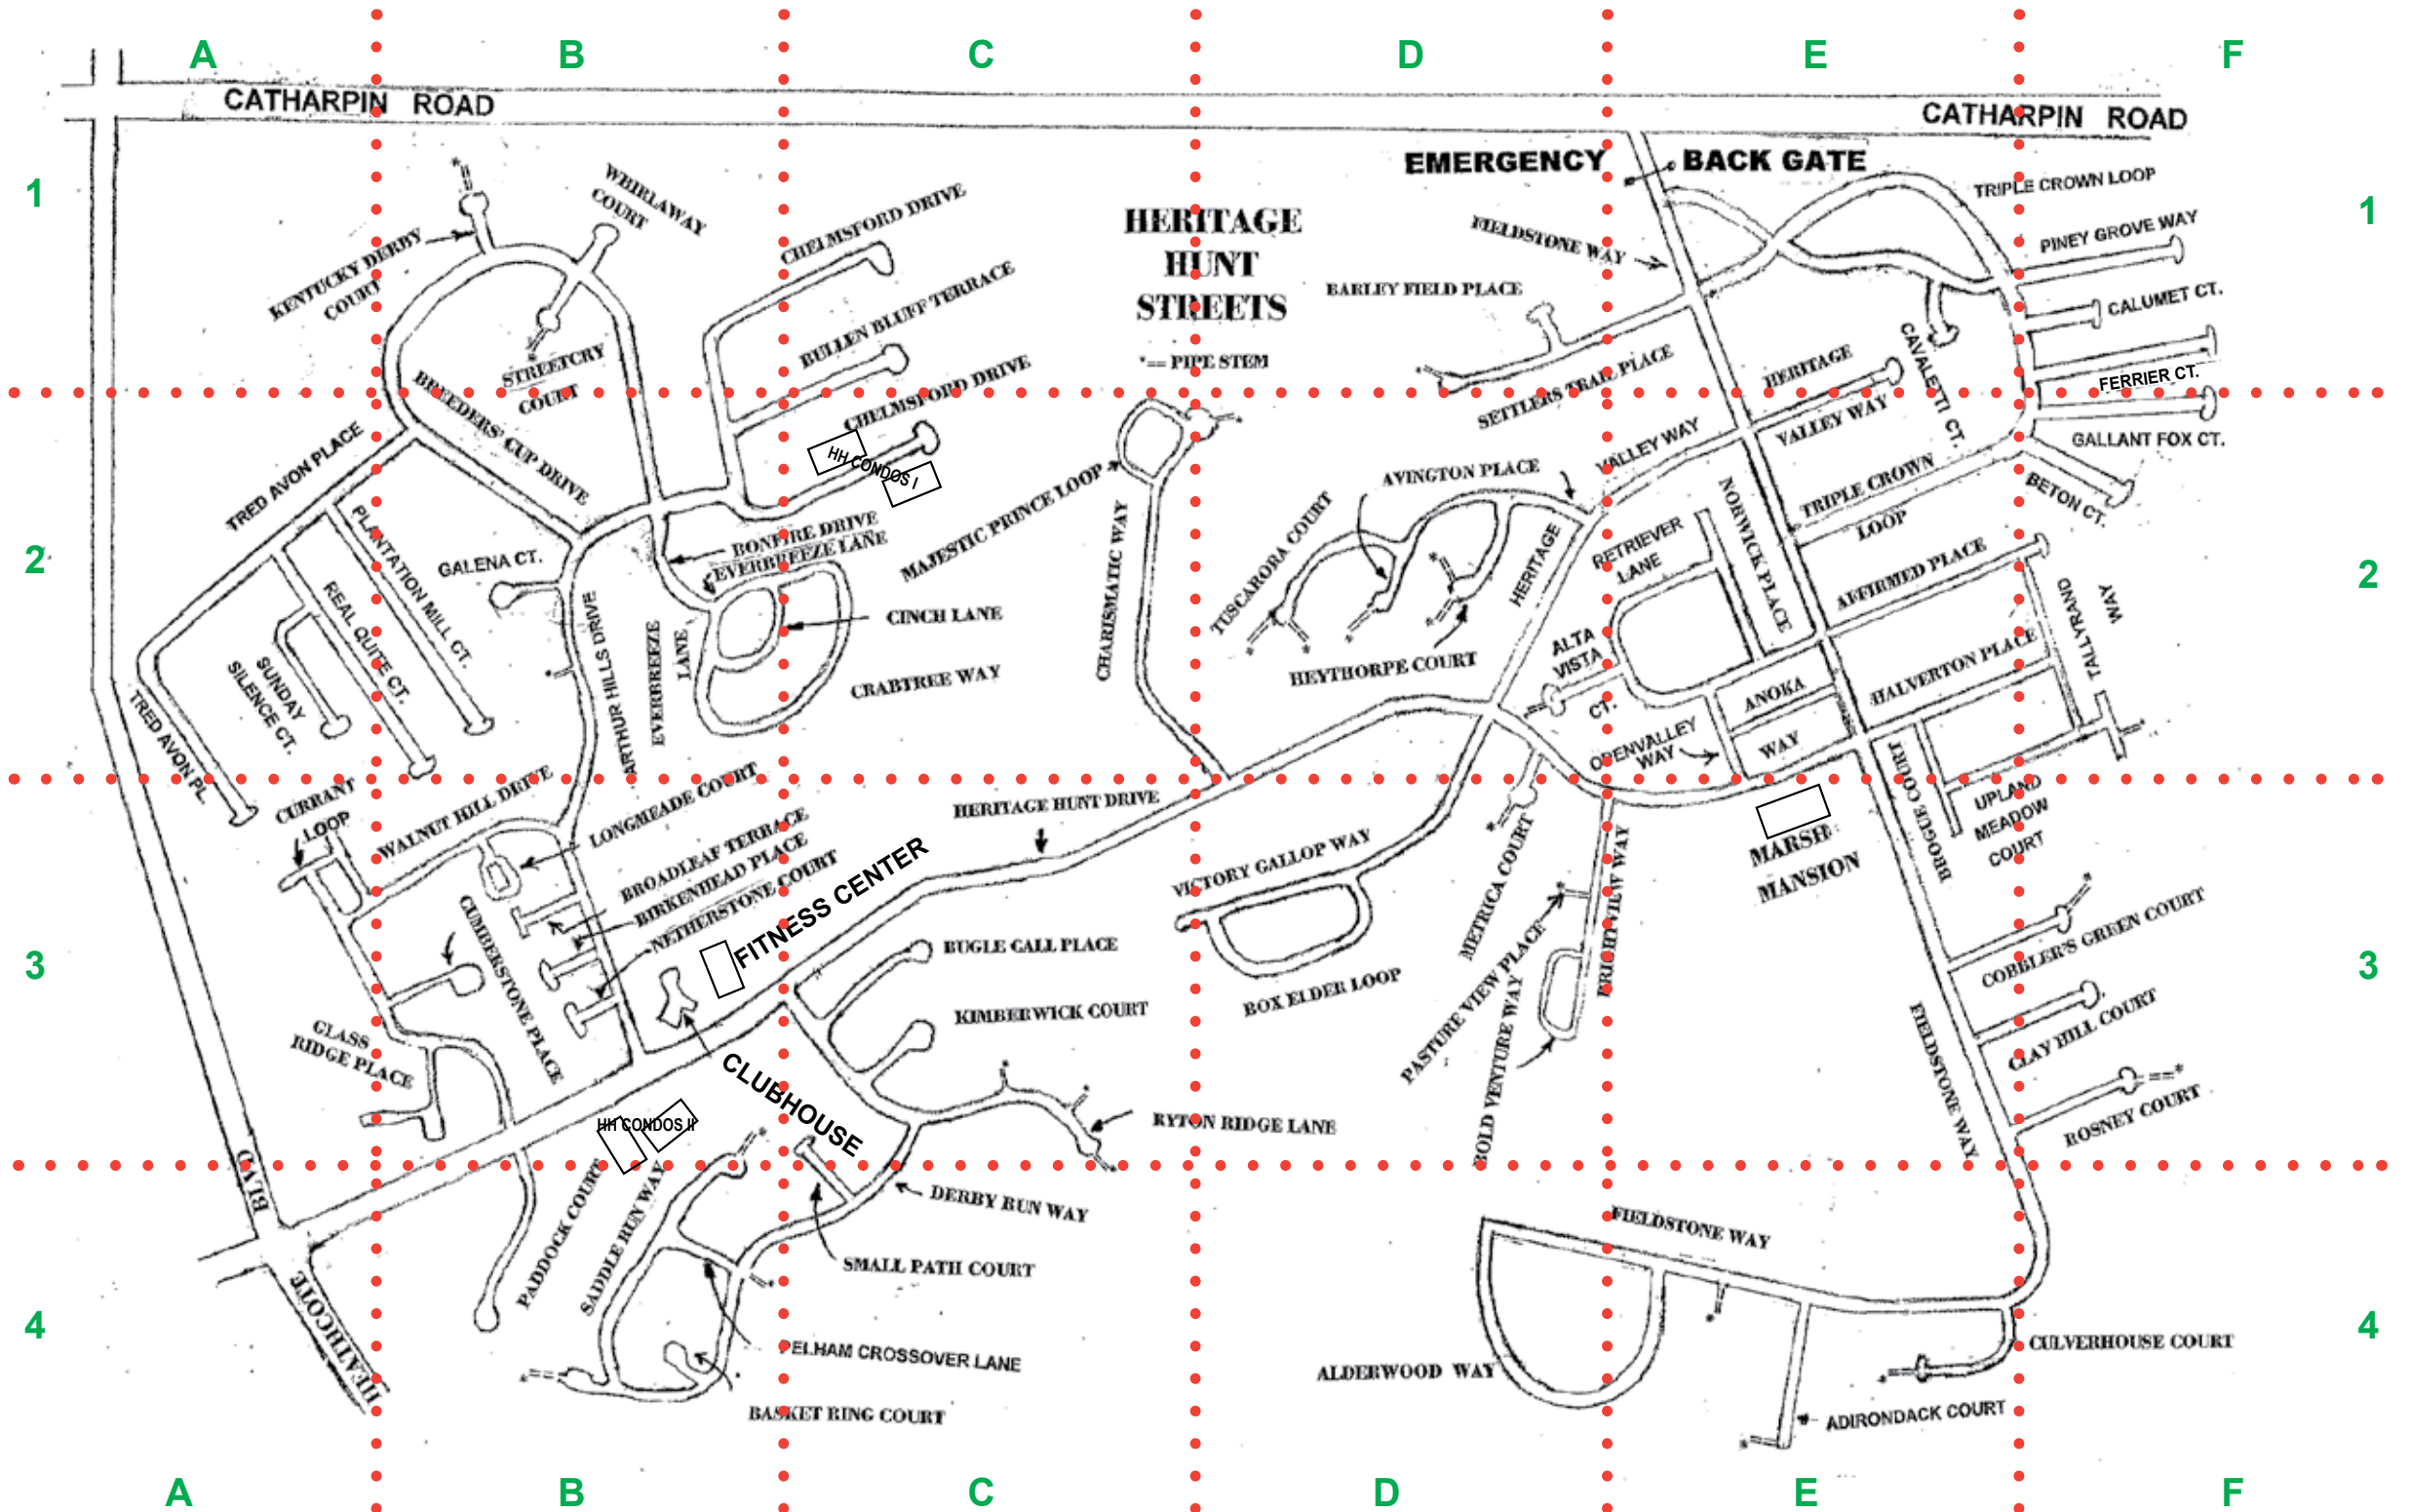 A
B
C
D
E
F
CATHARPIN ROAD
CATHARPIN ROAD
EMERGENCY
BACK GATE
1
1
WHIRLAWAY
COURT
TRIPLE CROWN LOOP
CHELMSFORD DRIVE
HERITAGE
HUNT
STREETS
*== PIPE STEM
FIELDSTONE WAY
PINEY GROVE WAY
KENTUCKY DERBY
COURT
BULLEN BLUFF TERRACE
BARLEY FIELD PLACE
CALUMET CT.
STREETCRY
COURT
CHELMSFORD DRIVE
SETTLERS TRAIL PLACE
HERITAGE
VALLEY WAY
CAVALETTI CT.
FERRIER CT.
BREEDERS' CUP DRIVE
HH CONDOS I
GALLANT FOX CT.
TRED AVON PLACE
MAJESTIC PRINCE LOOP
AVINGTON PLACE
VALLEY WAY
HERITAGE
TRIPLE CROWN
LOOP
BETON CT.
2
2
PLANTATION MILL CT.
GALENA CT.
BONFIRE DRIVE
EVERBREEZE LANE
CHARISMATIC WAY
TUSCARORA COURT
RETRIEVER
LANE
NORWICK PLACE
AFFIRMED PLACE
TALLYRAND
WAY
REAL QUITE CT.
SUNDAY
SILENCE CT.
ARTHUR HILLS DRIVE
EVERBREEZE
LANE
CINCH LANE
CRABTREE WAY
HEYTHORPE COURT
ALTA
VISTA
CT.
ANOKA
WAY
HALVERTON PLACE
TRED AVON PL.
OPENVALLEY
WAY
CURRANT
LOOP
WALNUT HILL DRIVE
LONGMEADE COURT
HERITAGE HUNT DRIVE
BROGUE COURT
UPLAND
MEADOW
COURT
BROADLEAF TERRACE
BIRKENHEAD PLACE
NETHERSTONE COURT
FITNESS CENTER
VICTORY GALLOP WAY
METRICA COURT
BRIGHTVIEW WAY
MARSH
MANSION
3
3
CUMBERSTONE PLACE
BUGLE CALL PLACE
BOX ELDER LOOP
PASTURE VIEW PLACE
COBBLER'S GREEN COURT
GLASS
RIDGE PLACE
KIMBERWICK COURT
BOLD VENTURE WAY
FIELDSTONE WAY
CLAY HILL COURT
CLUBHOUSE
HH CONDOS II
RYTON RIDGE LANE
ROSNEY COURT
BLVD
HEATHCOTE
PADDOCK COURT
SADDLE RUN WAY
DERBY RUN WAY
SMALL PATH COURT
FIELDSTONE WAY
4
4
PELHAM CROSSOVER LANE
BASKET RING COURT
ALDERWOOD WAY
CULVERHOUSE COURT
ADIRONDACK COURT
A
B
C
D
E
F